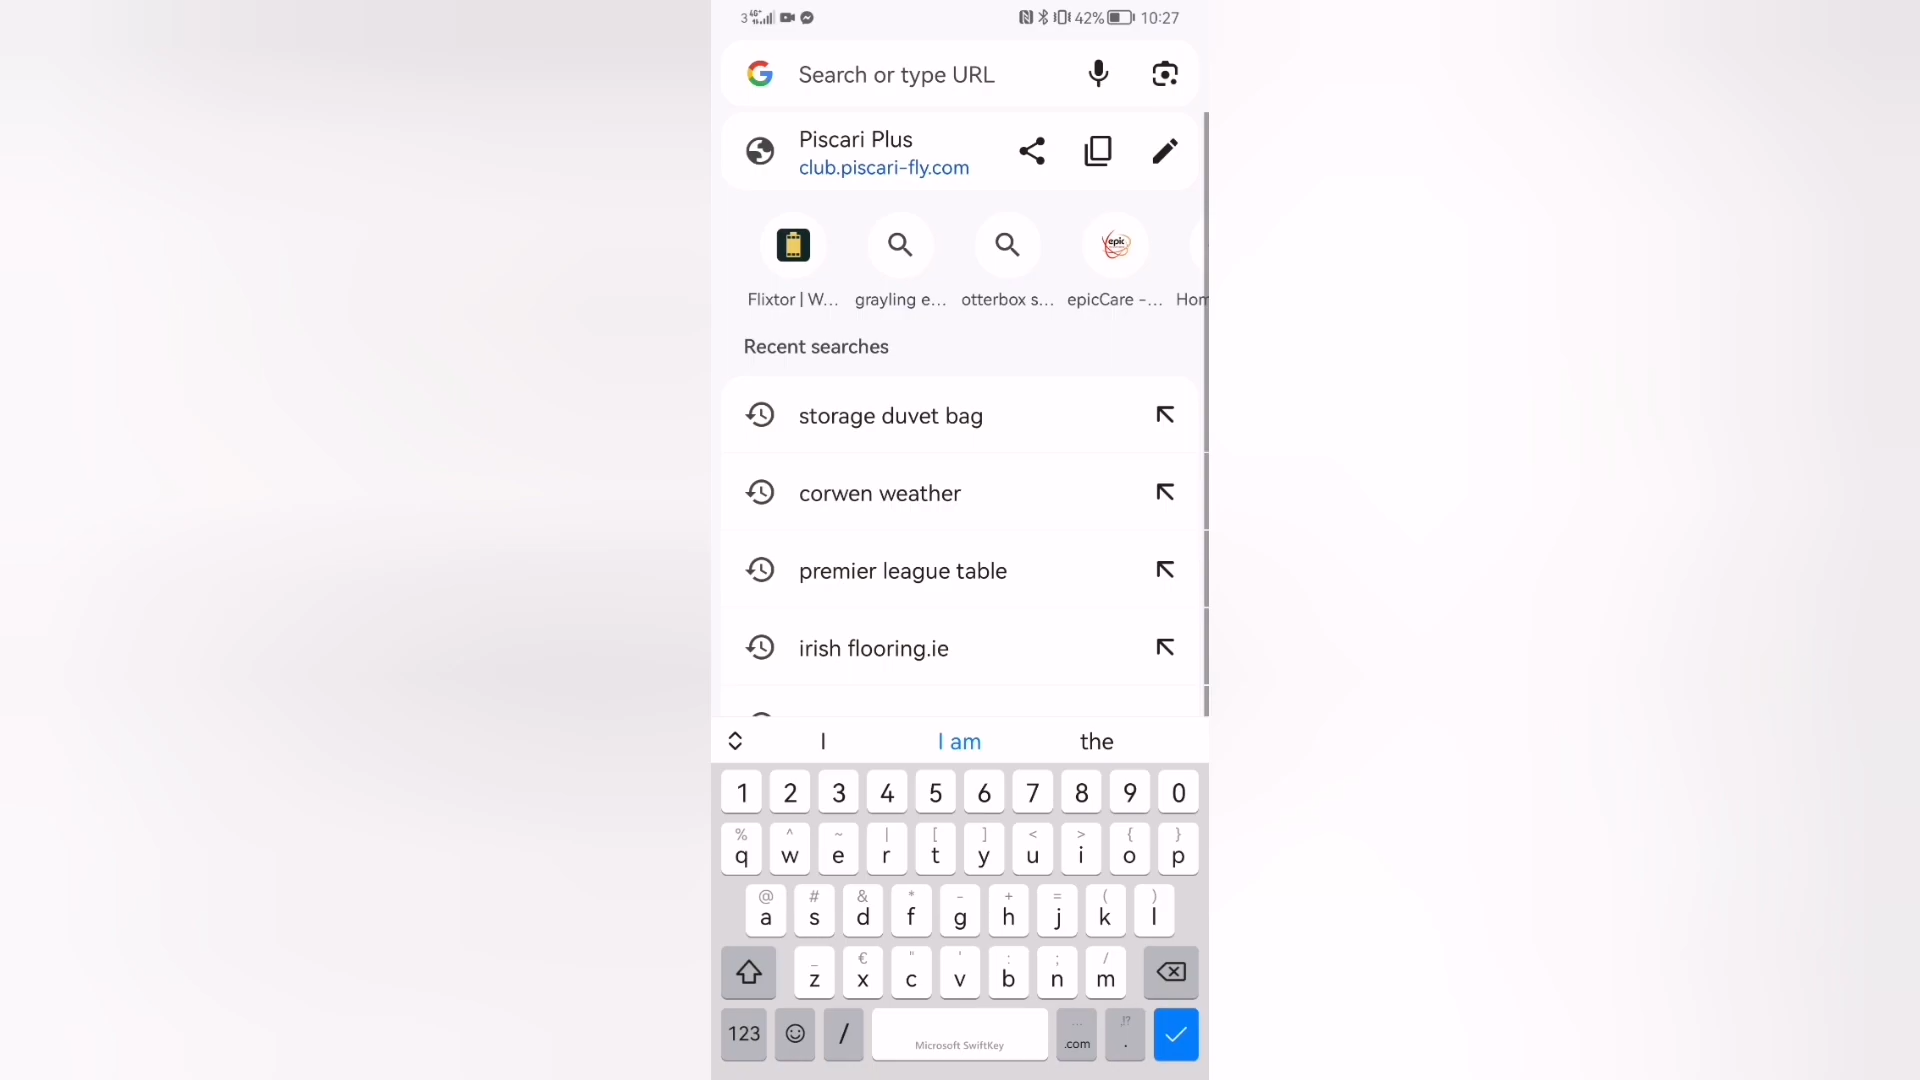 3 4G+ 42% 10:27
Search or type URL
Piscari Plus
club.piscari-fly.com
epic
Flixtor | W... grayling e... otterbox s... epicCare -... Hom
Recent searches
storage duvet bag
corwen weather
premier league table
irish flooring.ie
I I am the
1 2 3 4 5 6 7 8 9 0
% ^ ~ | [ ] < > { }
q w e r t y u i o p
@ # & * - + = ( )
a s d f g h j k l
_ € " ' : ; /
z x c v b n m
... ,!?
123 / Microsoft SwiftKey .com .